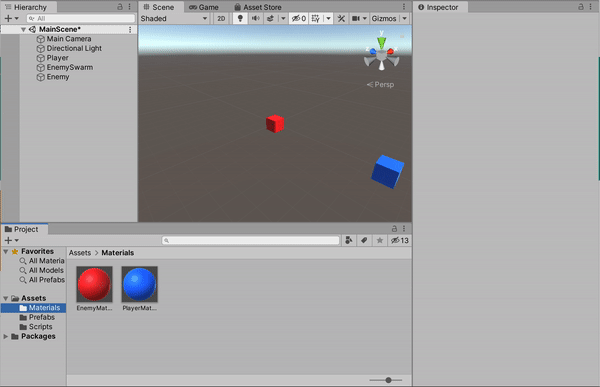 Hierarchy
All
MainScene*
Main Camera
Directional Light
Player
EnemySwarm
Enemy
Scene Game Asset Store
Shaded 2D 0 Gizmos
y
Persp
Inspector
Project
13
Favorites
All Materia
All Models
All Prefabs
Assets
Materials
Prefabs
Scripts
Packages
Assets > Materials
EnemyMat... PlayerMat...